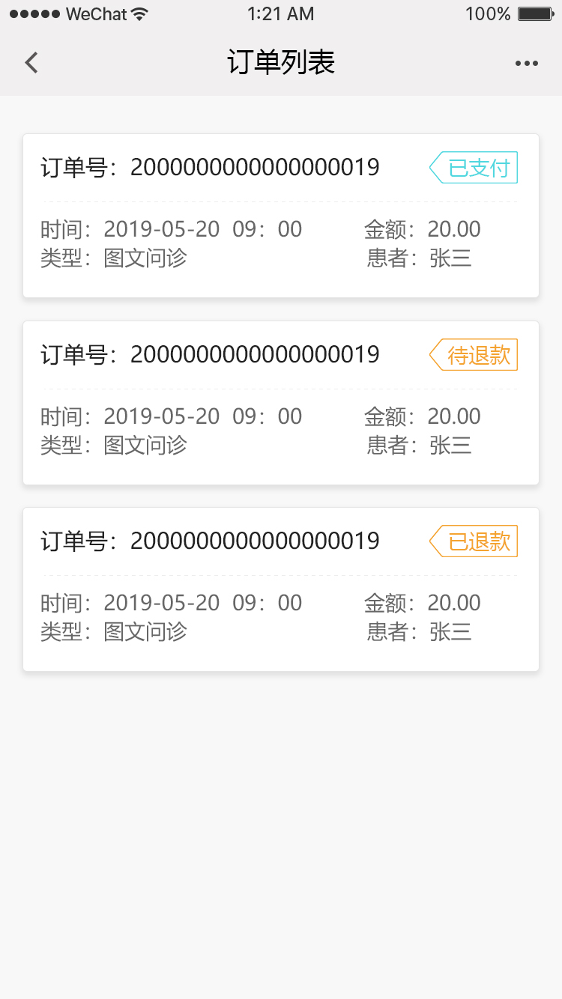 WeChat 1:21 AM 100%
订单列表
订单号：2000000000000000019 已支付
时间：2019-05-20 09：00 金额：20.00
类型：图文问诊 患者：张三
订单号：2000000000000000019 待退款
时间：2019-05-20 09：00 金额：20.00
类型：图文问诊 患者：张三
订单号：2000000000000000019 已退款
时间：2019-05-20 09：00 金额：20.00
类型：图文问诊 患者：张三